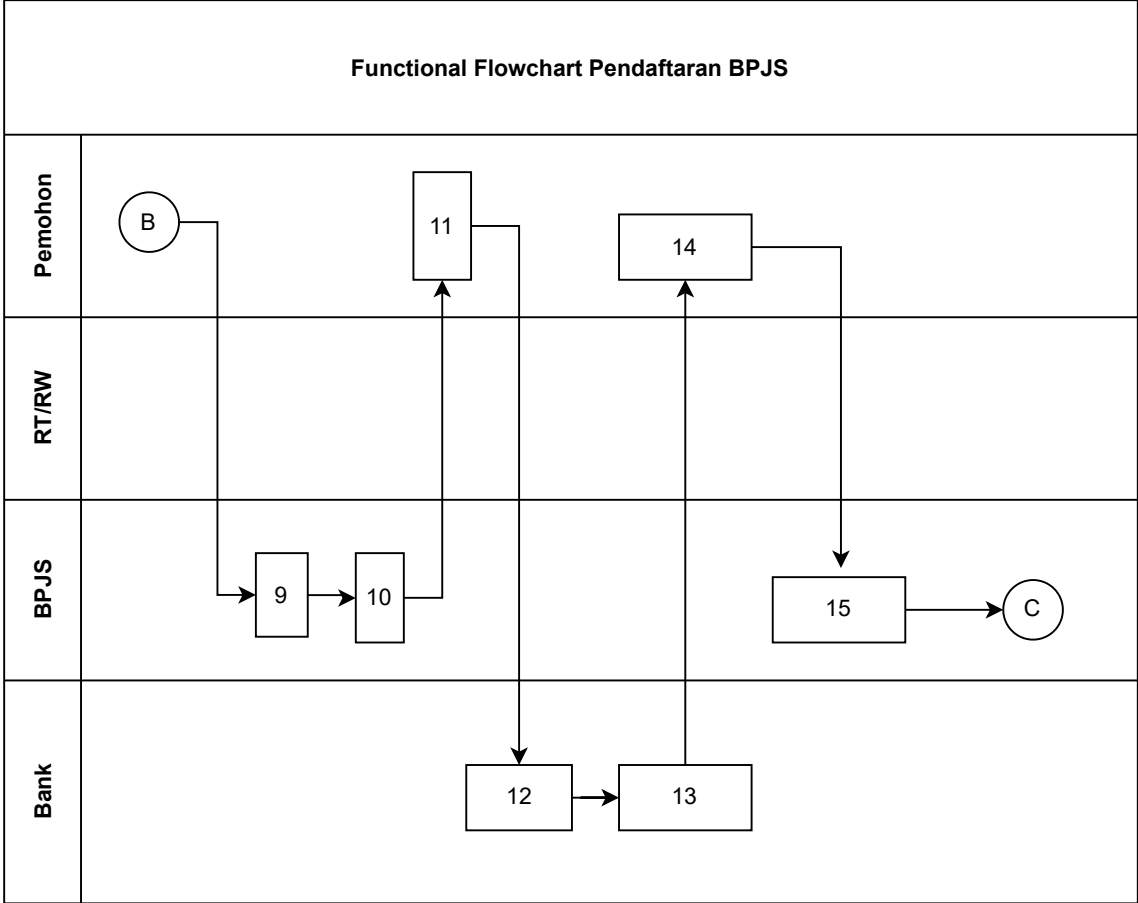 Functional Flowchart Pendaftaran BPJS
Pemohon
B
11
14
RT/RW
BPJS
9
10
15
C
Bank
12
13